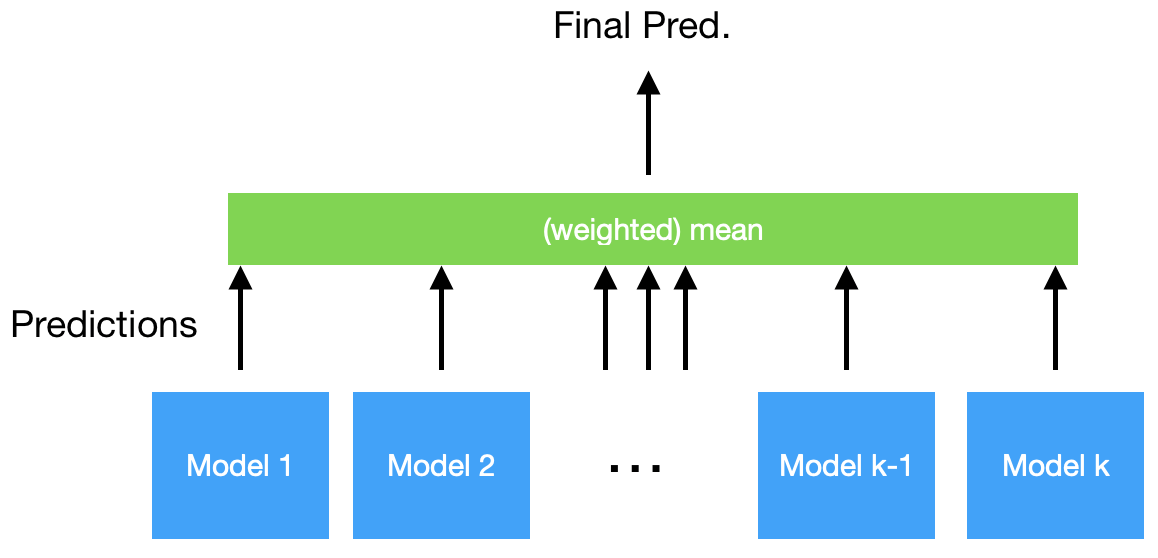 Final Pred.
(weighted) mean
Predictions
Model 1
Model 2
...
Model k-1
Model k